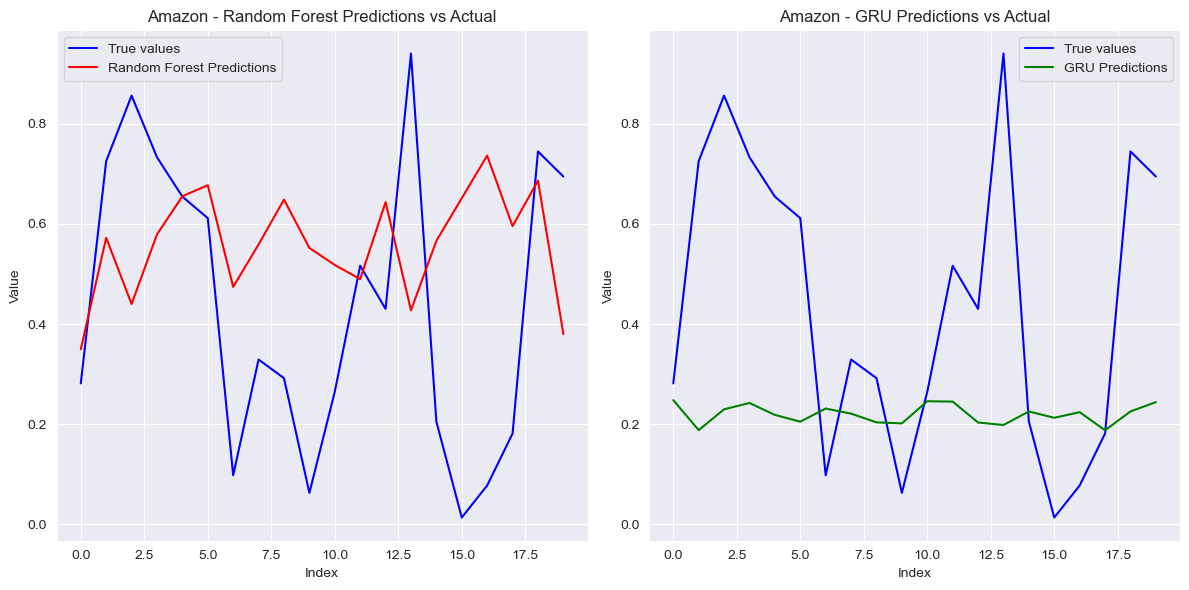 Amazon - Random Forest Predictions vs Actual
True values
Random Forest Predictions
Value
0.8
0.6
0.4
0.2
0.0
0.0 2.5 5.0 7.5 10.0 12.5 15.0 17.5
Index
Amazon - GRU Predictions vs Actual
True values
GRU Predictions
Value
0.8
0.6
0.4
0.2
0.0
0.0 2.5 5.0 7.5 10.0 12.5 15.0 17.5
Index